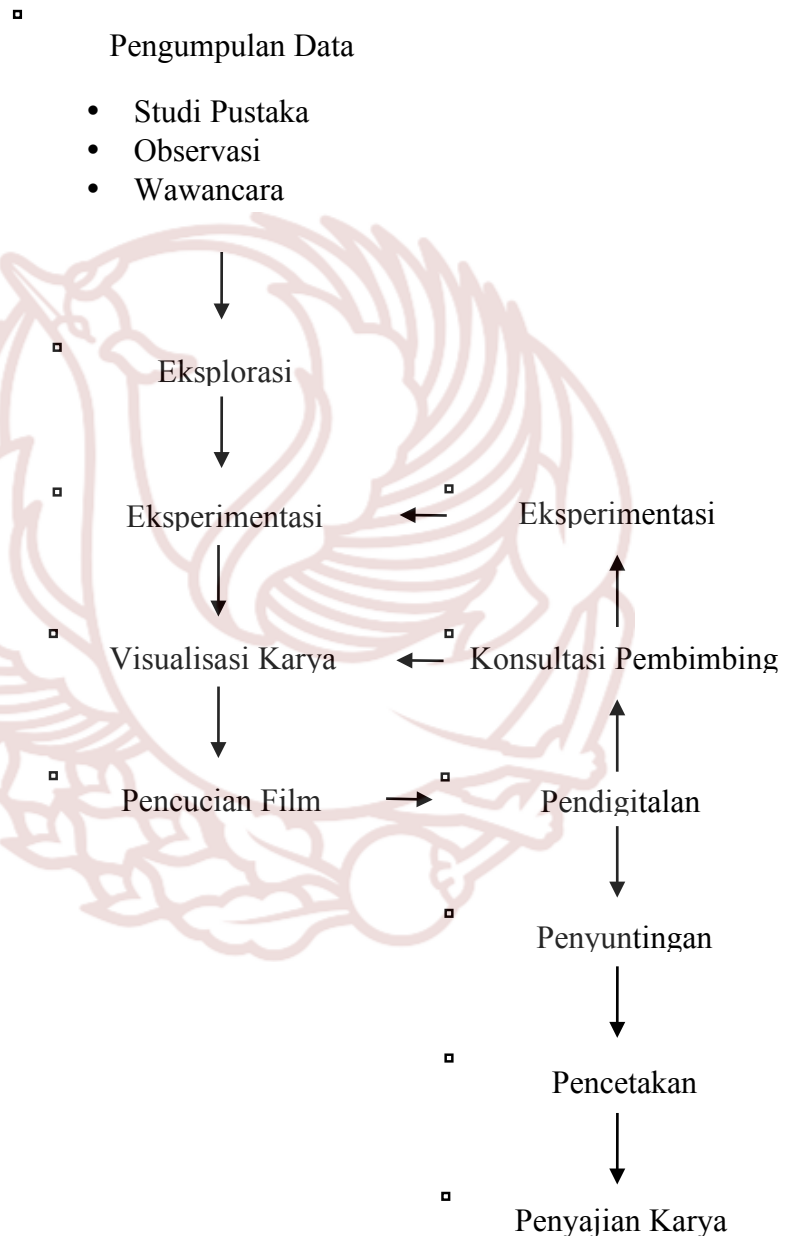 Pengumpulan Data
• Studi Pustaka
• Observasi
• Wawancara
Eksplorasi
Eksperimentasi
Eksperimentasi
Visualisasi Karya
Konsultasi Pembimbing
Pencucian Film
Pendigitalan
Penyuntingan
Pencetakan
Penyajian Karya